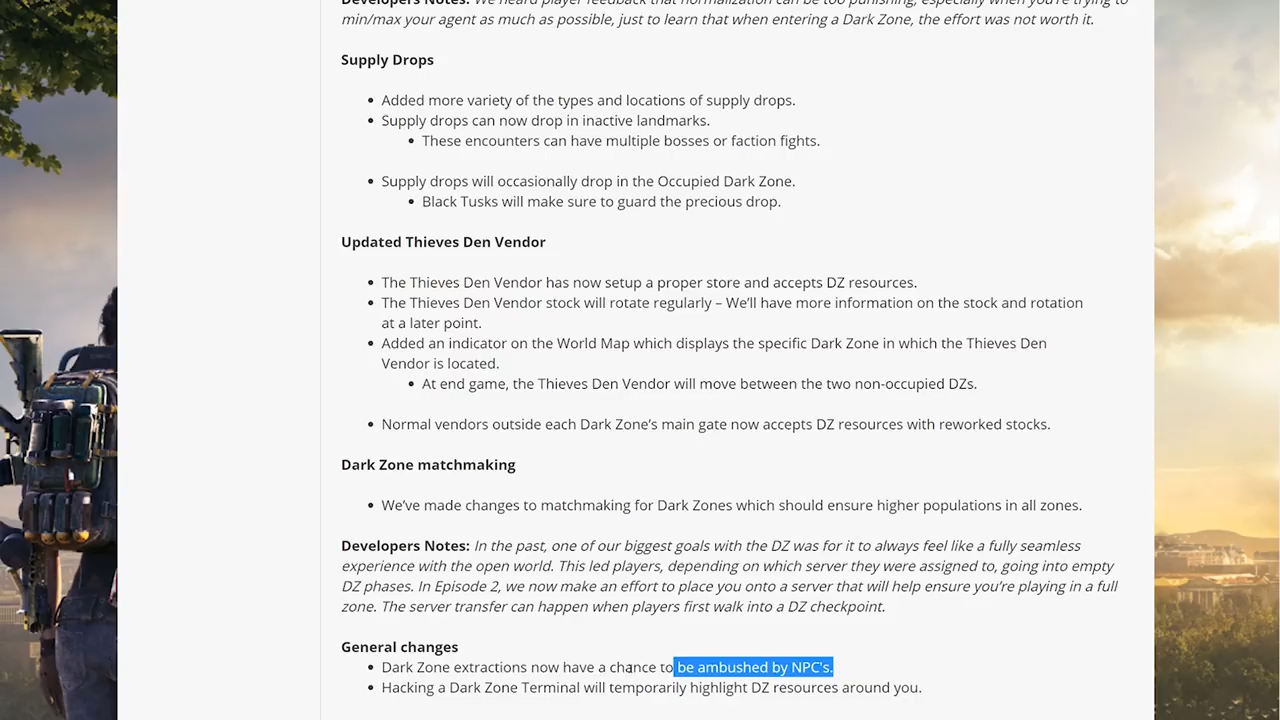 Developers Notes: We heard player feedback that normalization can be too punishing, especially when you're trying to
min/max your agent as much as possible, just to learn that when entering a Dark Zone, the effort was not worth it.
Supply Drops
Added more variety of the types and locations of supply drops.
Supply drops can now drop in inactive landmarks.
These encounters can have multiple bosses or faction fights.
Supply drops will occasionally drop in the Occupied Dark Zone.
Black Tusks will make sure to guard the precious drop.
Updated Thieves Den Vendor
The Thieves Den Vendor has now setup a proper store and accepts DZ resources.
The Thieves Den Vendor stock will rotate regularly – We'll have more information on the stock and rotation
at a later point.
Added an indicator on the World Map which displays the specific Dark Zone in which the Thieves Den
Vendor is located.
At end game, the Thieves Den Vendor will move between the two non-occupied DZs.
Normal vendors outside each Dark Zone's main gate now accepts DZ resources with reworked stocks.
Dark Zone matchmaking
We've made changes to matchmaking for Dark Zones which should ensure higher populations in all zones.
Developers Notes: In the past, one of our biggest goals with the DZ was for it to always feel like a fully seamless
experience with the open world. This led players, depending on which server they were assigned to, going into empty
DZ phases. In Episode 2, we now make an effort to place you onto a server that will help ensure you're playing in a full
zone. The server transfer can happen when players first walk into a DZ checkpoint.
General changes
Dark Zone extractions now have a chance to be ambushed by NPC's.
Hacking a Dark Zone Terminal will temporarily highlight DZ resources around you.